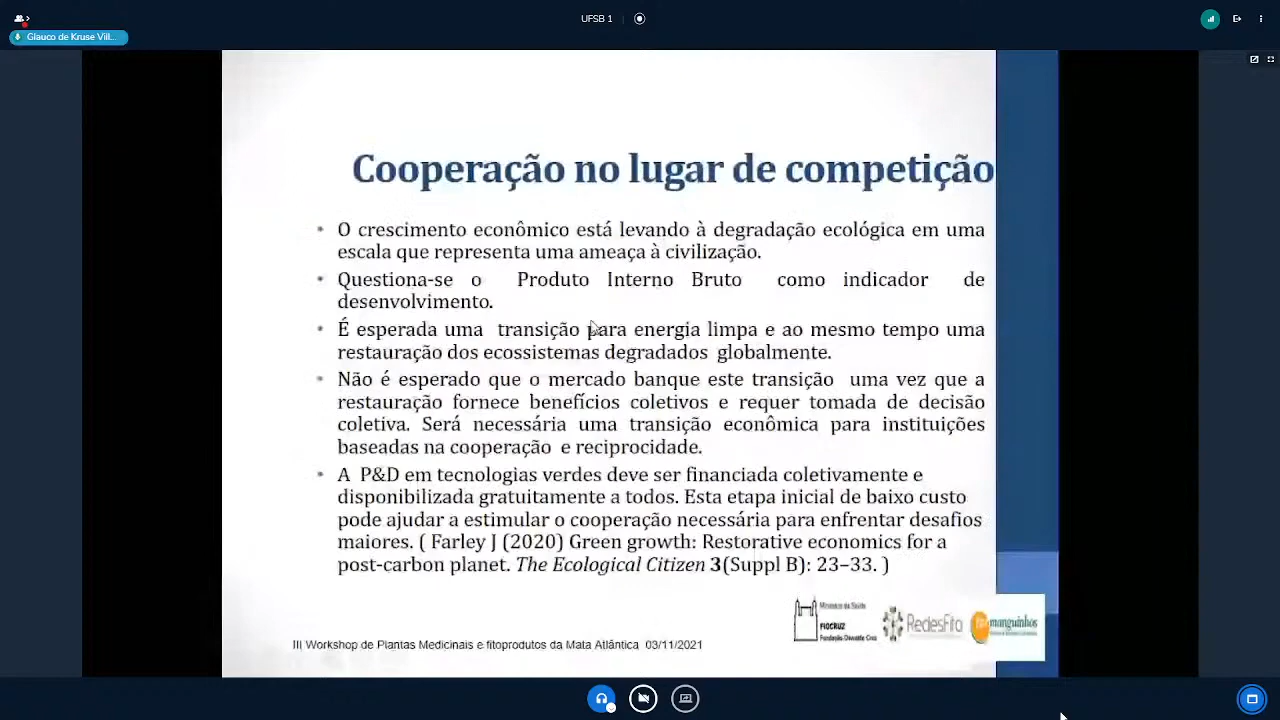 UFSB 1
Glauco de Kruse Vill...
Cooperação no lugar de competição
O crescimento econômico está levando à degradação ecológica em uma
escala que representa uma ameaça à civilização.
Questiona-se o Produto Interno Bruto como indicador de
desenvolvimento.
É esperada uma transição para energia limpa e ao mesmo tempo uma
restauração dos ecossistemas degradados globalmente.
Não é esperado que o mercado banque este transição uma vez que a
restauração fornece benefícios coletivos e requer tomada de decisão
coletiva. Será necessária uma transição econômica para instituições
baseadas na cooperação e reciprocidade.
A P&D em tecnologias verdes deve ser financiada coletivamente e
disponibilizada gratuitamente a todos. Esta etapa inicial de baixo custo
pode ajudar a estimular o cooperação necessária para enfrentar desafios
maiores. ( Farley J (2020) Green growth: Restorative economics for a
post-carbon planet. The Ecological Citizen 3(Suppl B): 23–33. )
Ministério da Saúde
FIOCRUZ
Fundação Oswaldo Cruz
RedesFito
manguinhos
III Workshop de Plantas Medicinais e fitoprodutos da Mata Atlântica 03/11/2021